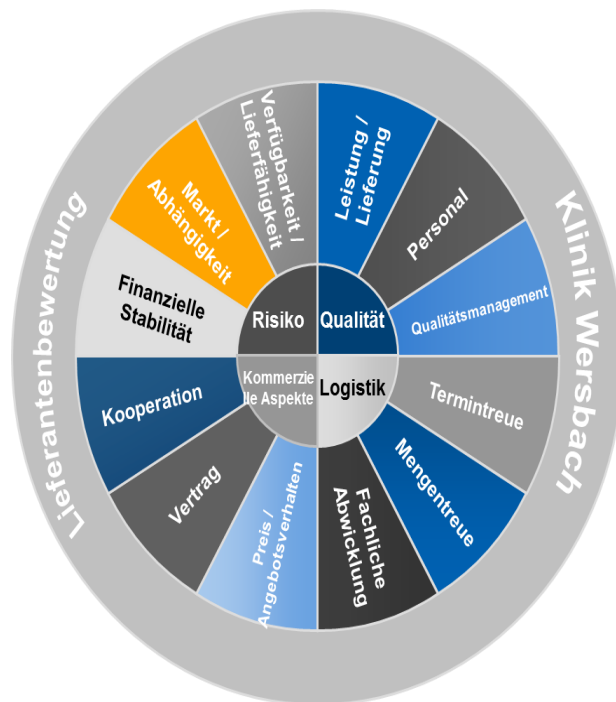 Lieferantenbewertung
Klinik Wersbach
Verfügbarkeit /
Lieferfähigkeit
Leistung /
Lieferung
Markt /
Abhängigkeit
Personal
Finanzielle
Stabilität
Qualitätsmanagement
Risiko
Qualität
Kommerzie
lle Aspekte
Logistik
Kooperation
Termintreue
Vertrag
Mengentreue
Preis /
Angebotsverhalten
Fachliche
Abwicklung